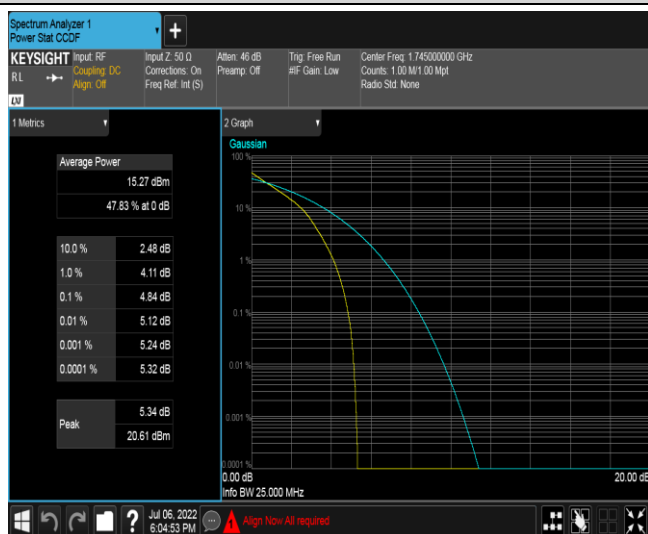 Spectrum Analyzer 1
Power Stat CCDF
+
KEYSIGHT
R L
LXI
Input: RF
Coupling: DC
Align: Off
Input Z: 50 Ω
Corrections: On
Freq Ref: Int (S)
Atten: 46 dB
Preamp: Off
Trig: Free Run
#IF Gain: Low
Center Freq: 1.745000000 GHz
Counts: 1.00 M/1.00 Mpt
Radio Std: None
1 Metrics
Average Power
15.27 dBm
47.83 % at 0 dB
10.0 % 2.48 dB
1.0 % 4.11 dB
0.1 % 4.84 dB
0.01 % 5.12 dB
0.001 % 5.24 dB
0.0001 % 5.32 dB
Peak
5.34 dB
20.61 dBm
2 Graph
Gaussian
100 %
10 %
1 %
0.1 %
0.01 %
0.001 %
0.0001 %
0.00 dB 20.00 dB
Info BW 25.000 MHz
?
Jul 06, 2022
6:04:53 PM
Align Now All required